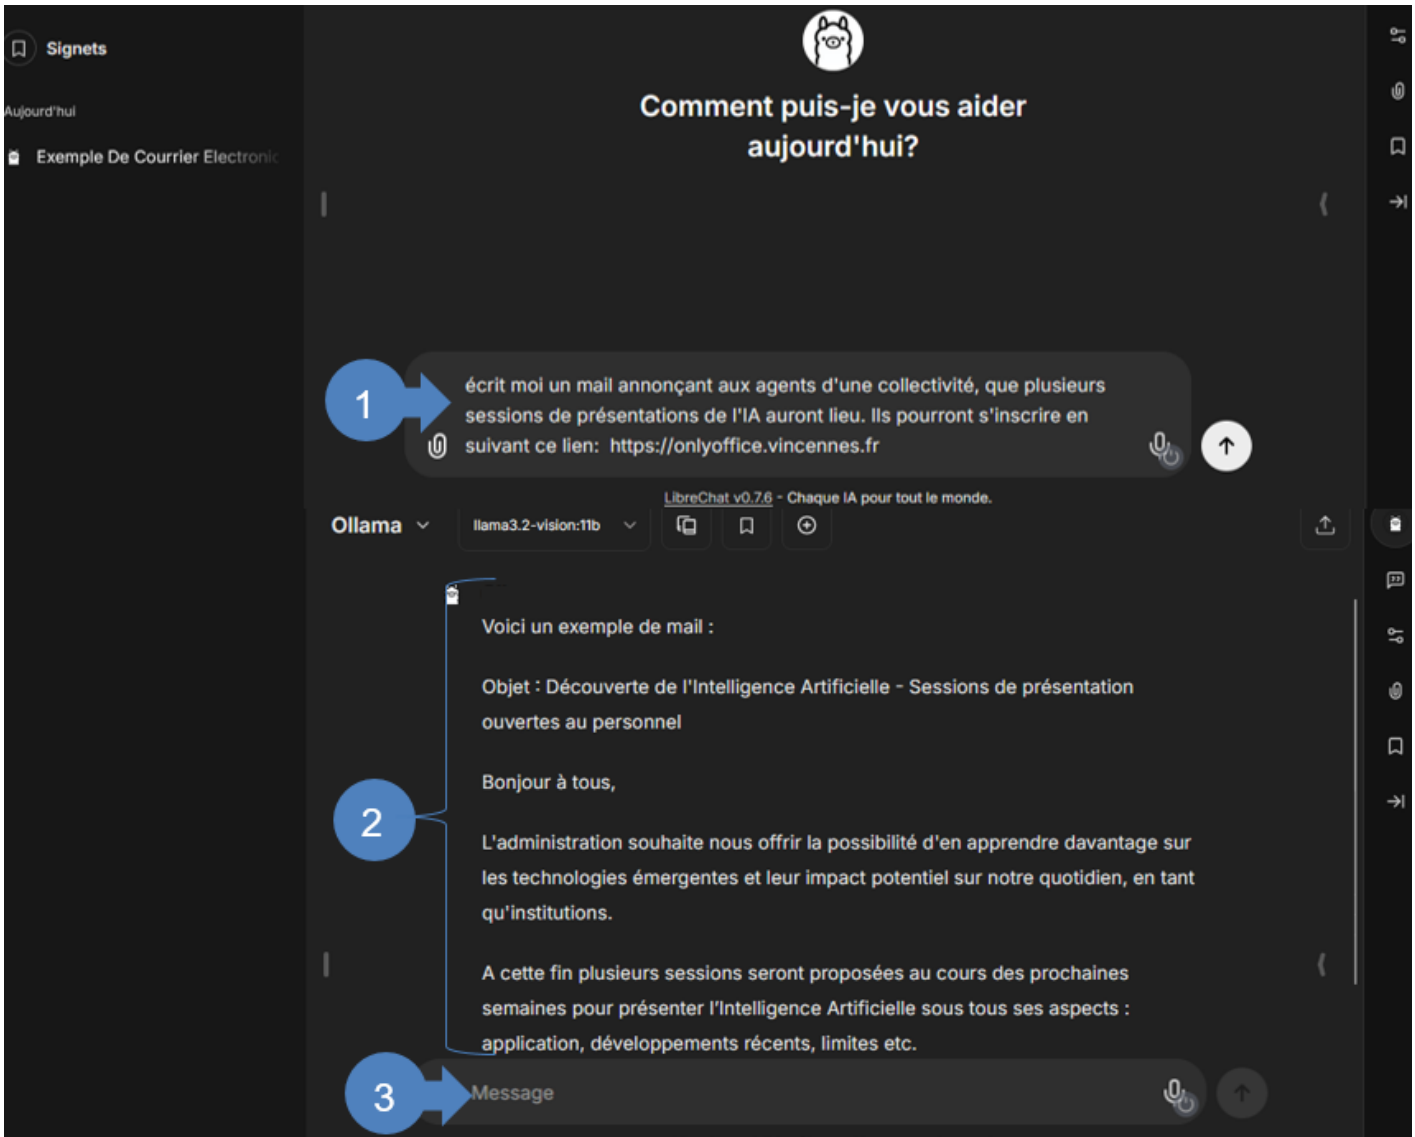 Signets
Aujourd'hui
Exemple De Courrier Electronic
Comment puis-je vous aider
aujourd'hui?
1
écrit moi un mail annonçant aux agents d'une collectivité, que plusieurs
sessions de présentations de l'IA auront lieu. Ils pourront s'inscrire en
suivant ce lien: https://onlyoffice.vincennes.fr
LibreChat v0.7.6 - Chaque IA pour tout le monde.
Ollama
llama3.2-vision:11b
Voici un exemple de mail :
Objet : Découverte de l'Intelligence Artificielle - Sessions de présentation
ouvertes au personnel
Bonjour à tous,
2
L'administration souhaite nous offrir la possibilité d'en apprendre davantage sur
les technologies émergentes et leur impact potentiel sur notre quotidien, en tant
qu'institutions.
A cette fin plusieurs sessions seront proposées au cours des prochaines
semaines pour présenter l'Intelligence Artificielle sous tous ses aspects :
application, développements récents, limites etc.
3
Message